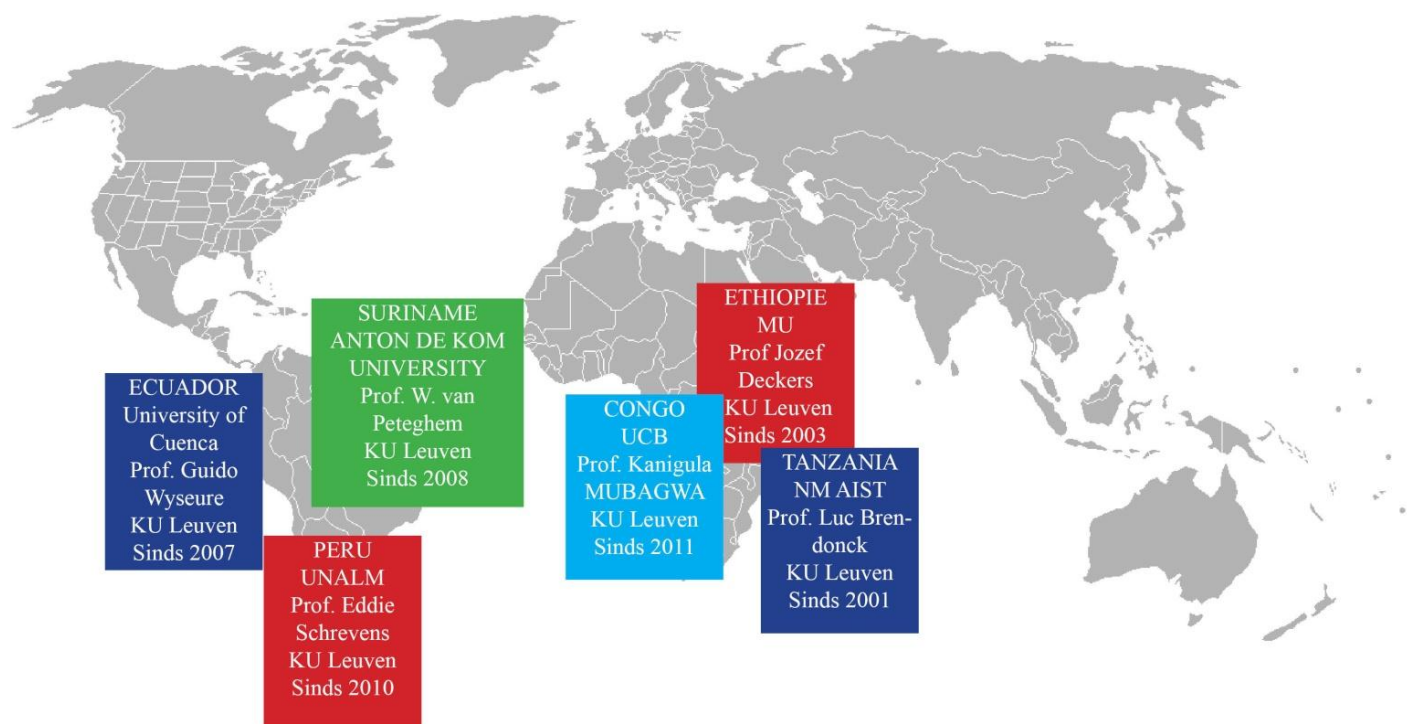 SURINAME
ANTON DE KOM
UNIVERSITY
Prof. W. van
Peteghem
KU Leuven
Sinds 2008
ETHIOPIE
MU
Prof Jozef
Deckers
KU Leuven
Sinds 2003
ECUADOR
University of
Cuenca
Prof. Guido
Wyseure
KU Leuven
Sinds 2007
CONGO
UCB
Prof. Kanigula
MUBAGWA
KU Leuven
Sinds 2011
TANZANIA
NM AIST
Prof. Luc Bren-
donck
KU Leuven
Sinds 2001
PERU
UNALM
Prof. Eddie
Schrevens
KU Leuven
Sinds 2010